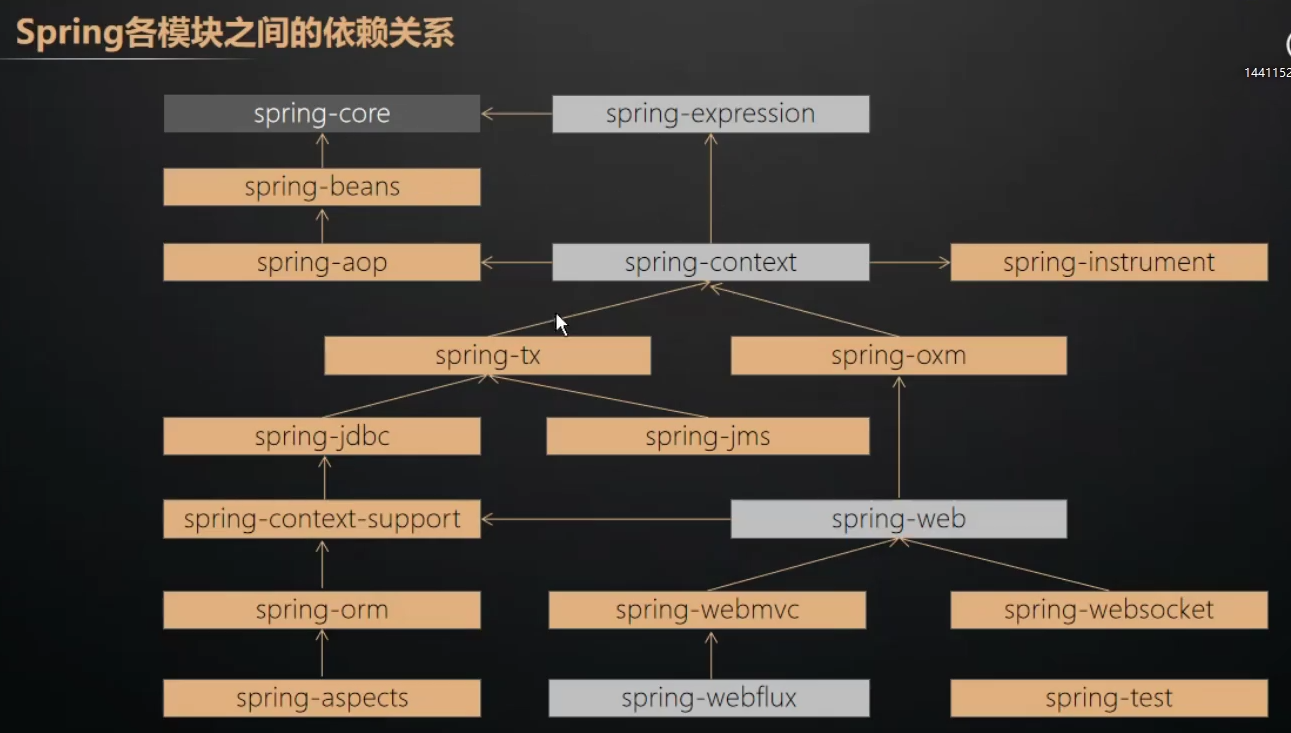 Spring各模块之间的依赖关系
1441152
spring-core
spring-expression
spring-beans
spring-aop
spring-context
spring-instrument
spring-tx
spring-oxm
spring-jdbc
spring-jms
spring-context-support
spring-web
spring-orm
spring-webmvc
spring-websocket
spring-aspects
spring-webflux
spring-test